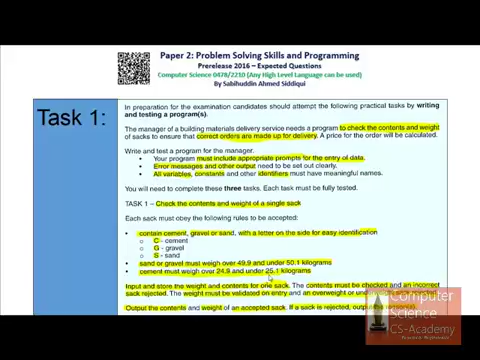 Paper 2: Problem Solving Skills and Programming
Prerelease 2016 – Expected Questions
Computer Science 0478/2210 (Any High Level Language can be used)
By Sabihuddin Ahmed Siddiqui
Task 1:
In preparation for the examination candidates should attempt the following practical tasks by writing
and testing a program(s).
The manager of a building materials delivery service needs a program to check the contents and weight
of sacks to ensure that correct orders are made up for delivery. A price for the order will be calculated.
Write and test a program for the manager.
• Your program must include appropriate prompts for the entry of data.
• Error messages and other output need to be set out clearly.
• All variables, constants and other identifiers must have meaningful names.
You will need to complete these three tasks. Each task must be fully tested.
TASK 1 – Check the contents and weight of a single sack
Each sack must obey the following rules to be accepted:
• contain cement, gravel or sand, with a letter on the side for easy identification
o C - cement
o G - gravel
o S - sand
• sand or gravel must weigh over 49.9 and under 50.1 kilograms
• cement must weigh over 24.9 and under 25.1 kilograms
Input and store the weight and contents for one sack. The contents must be checked and an incorrect
sack rejected. The weight must be validated on entry and an overweight or underweight sack rejected.
Output the contents and weight of an accepted sack. If a sack is rejected, output the reason(s).
Computer
Science
CS-Academy